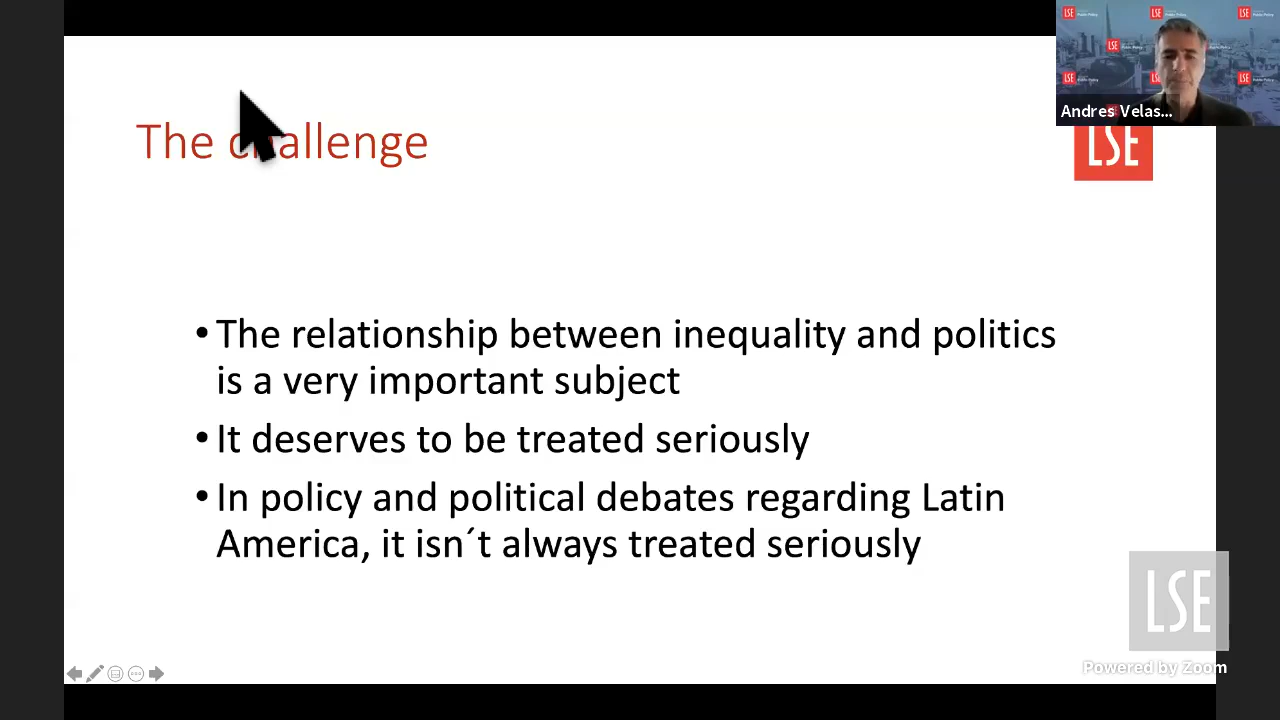 The challenge
LSE
Andres Velas...
• The relationship between inequality and politics
is a very important subject
• It deserves to be treated seriously
• In policy and political debates regarding Latin
America, it isn´t always treated seriously
LSE
Powered by Zoom